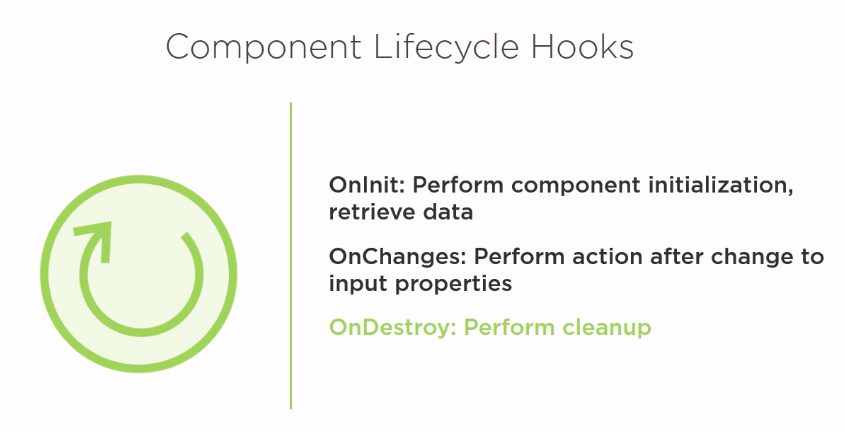 Component Lifecycle Hooks
OnInit: Perform component initialization,
retrieve data
OnChanges: Perform action after change to
input properties
OnDestroy: Perform cleanup